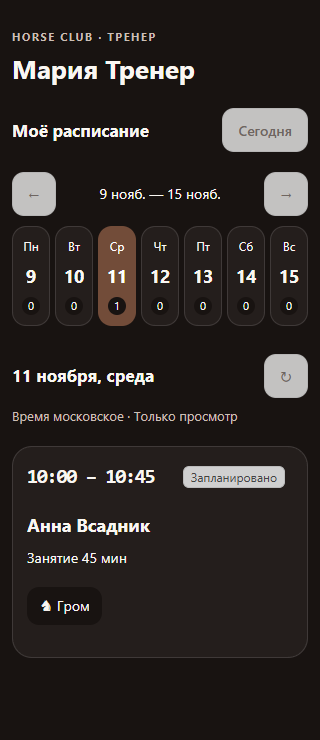 HORSE CLUB · ТРЕНЕР
Мария Тренер
Моё расписание
Сегодня
← 9 нояб. — 15 нояб. →
Пн Вт Ср Чт Пт Сб Вс
9 10 11 12 13 14 15
0 0 1 0 0 0 0
11 ноября, среда
↻
Время московское · Только просмотр
10:00 – 10:45
Запланировано
Анна Всадник
Занятие 45 мин
♞ Гром